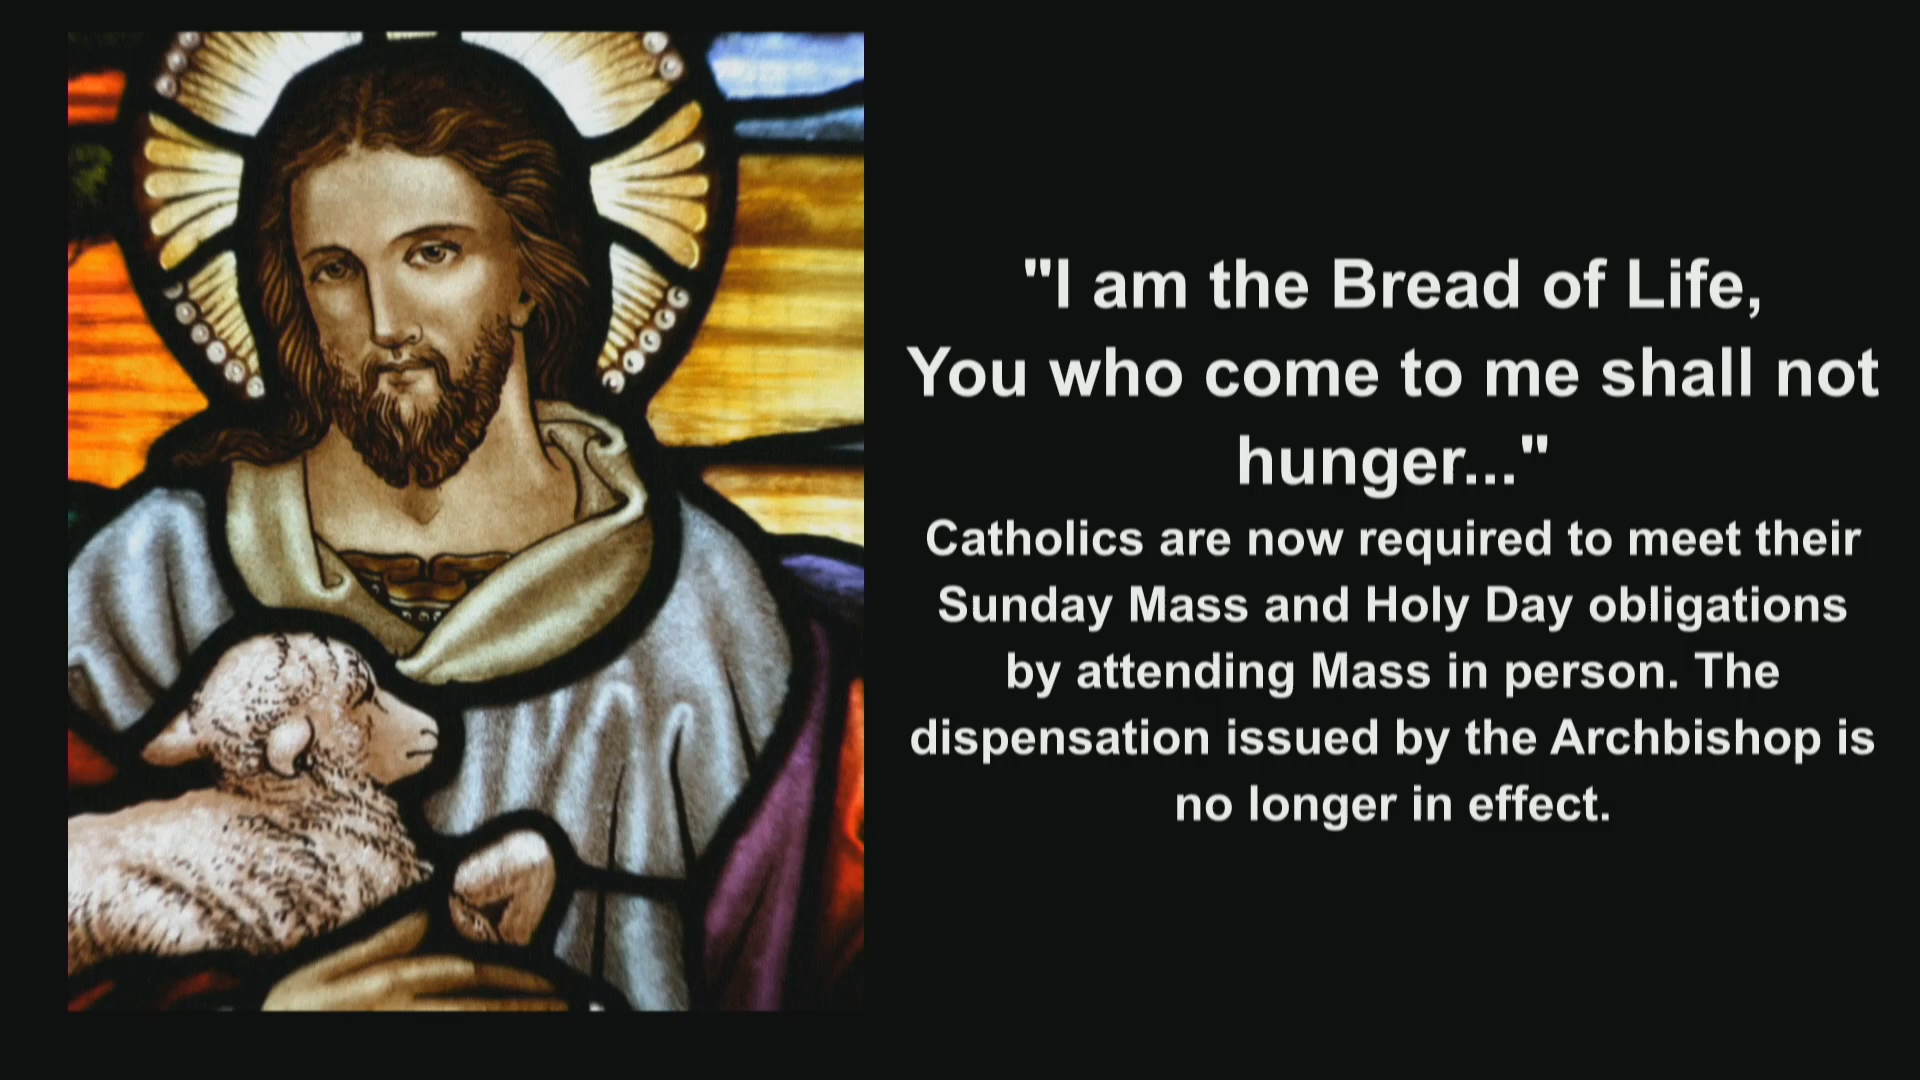 "I am the Bread of Life,
You who come to me shall not
hunger..."
Catholics are now required to meet their
Sunday Mass and Holy Day obligations
by attending Mass in person. The
dispensation issued by the Archbishop is
no longer in effect.